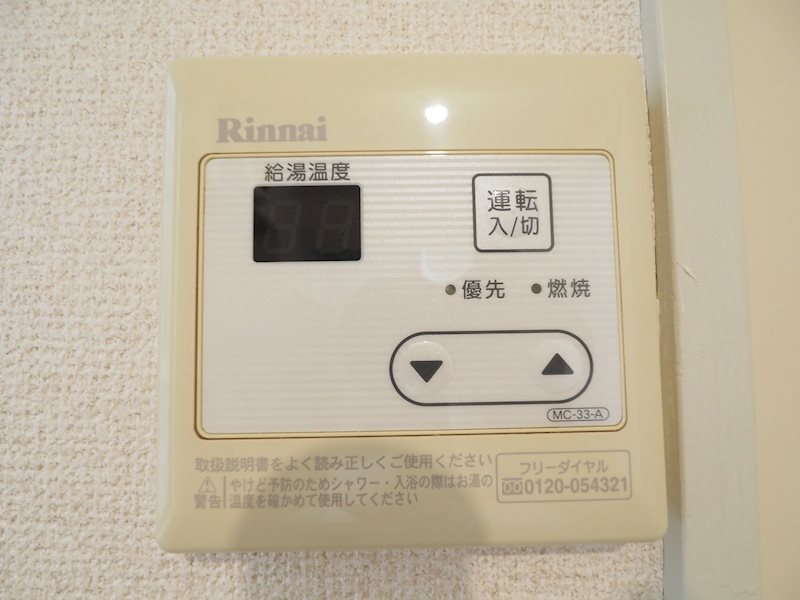 Rinnai
給湯温度
運転
入/切
優先
燃焼
▼ ▲
MC-33-A
取扱説明書をよく読み正しくご使用ください
フリーダイヤル
0120-054321
警告
やけど予防のためシャワー・入浴の際はお湯の
温度を確かめて使用してください